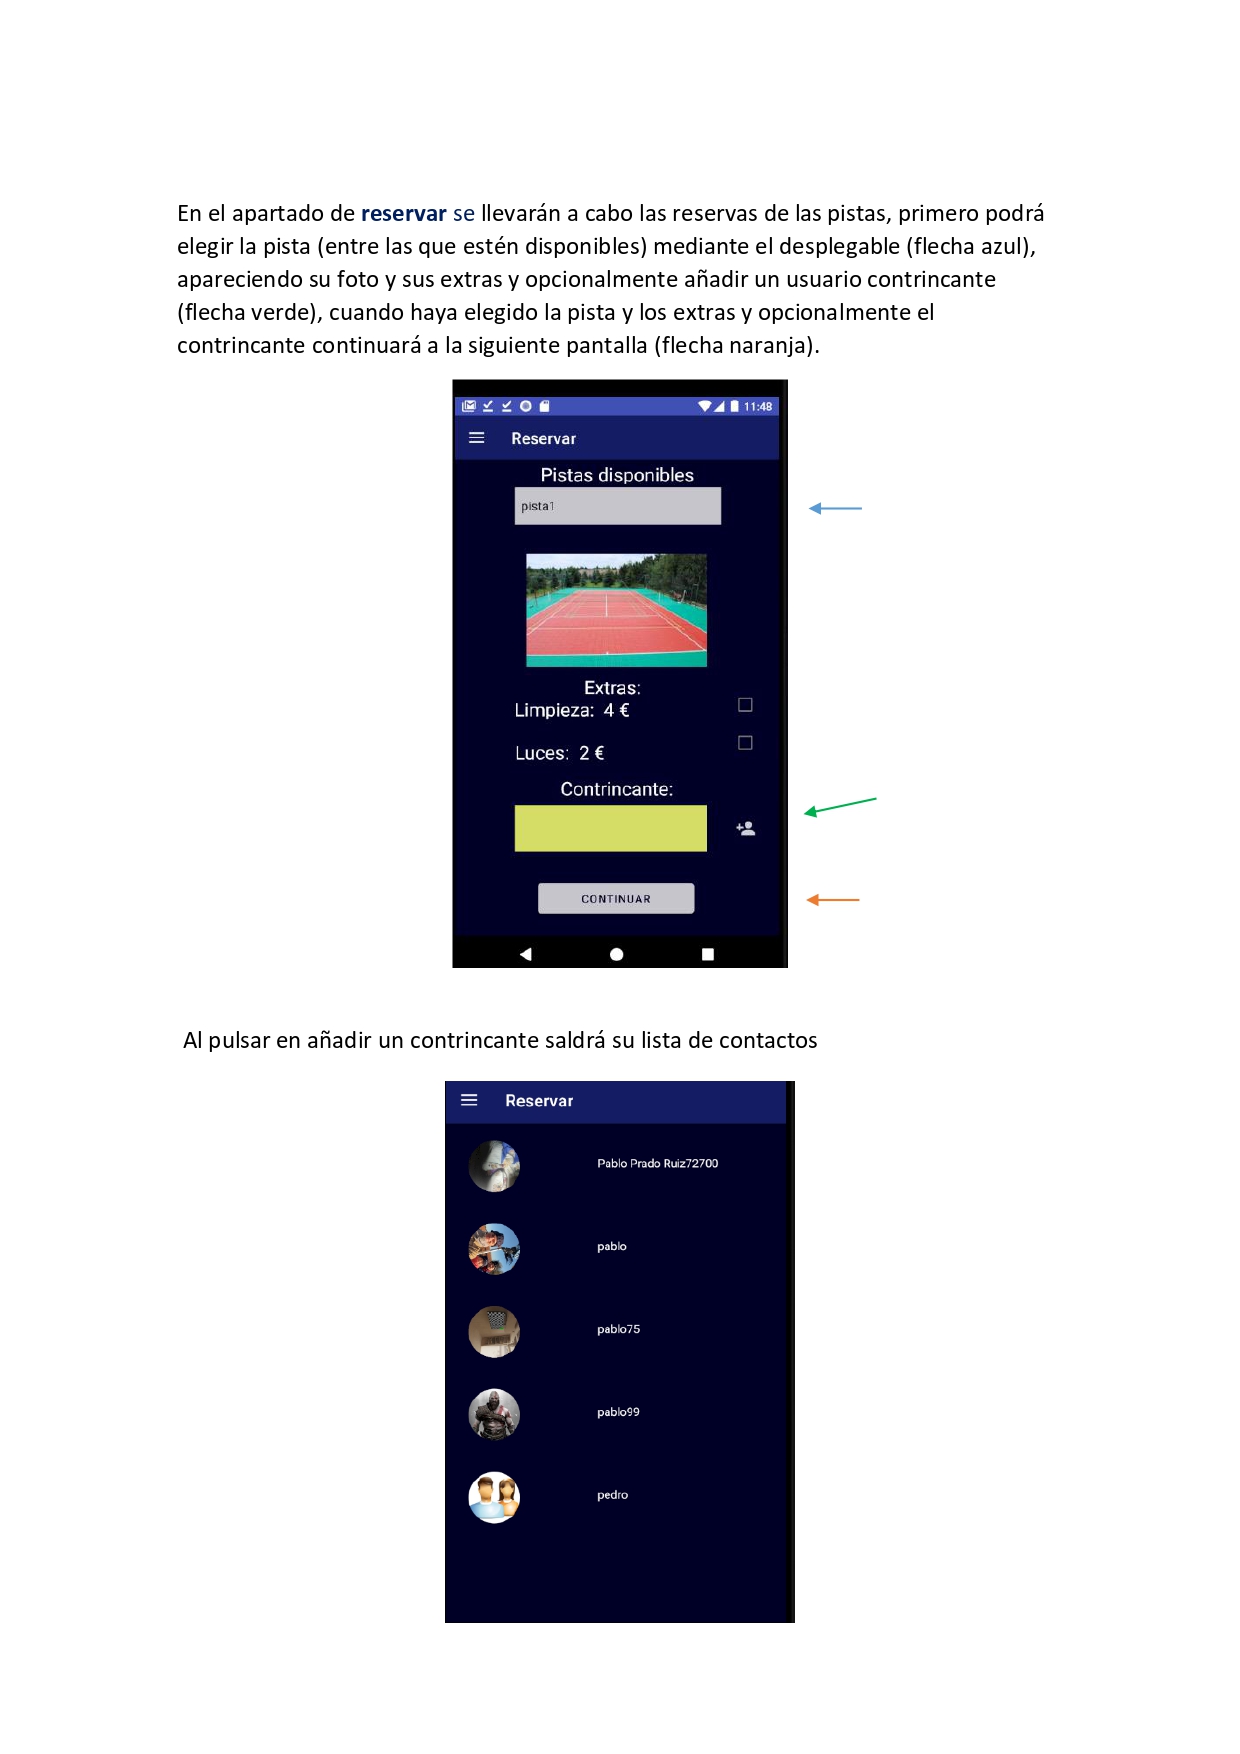 En el apartado de reservar se llevarán a cabo las reservas de las pistas, primero podrá
elegir la pista (entre las que estén disponibles) mediante el desplegable (flecha azul),
apareciendo su foto y sus extras y opcionalmente añadir un usuario contrincante
(flecha verde), cuando haya elegido la pista y los extras y opcionalmente el
contrincante continuará a la siguiente pantalla (flecha naranja).
11:48
Reservar
Pistas disponibles
pista1
Extras:
Limpieza: 4 €
Luces: 2 €
Contrincante:
CONTINUAR
Al pulsar en añadir un contrincante saldrá su lista de contactos
Reservar
Pablo Prado Ruiz72700
pablo
pablo75
pablo99
pedro